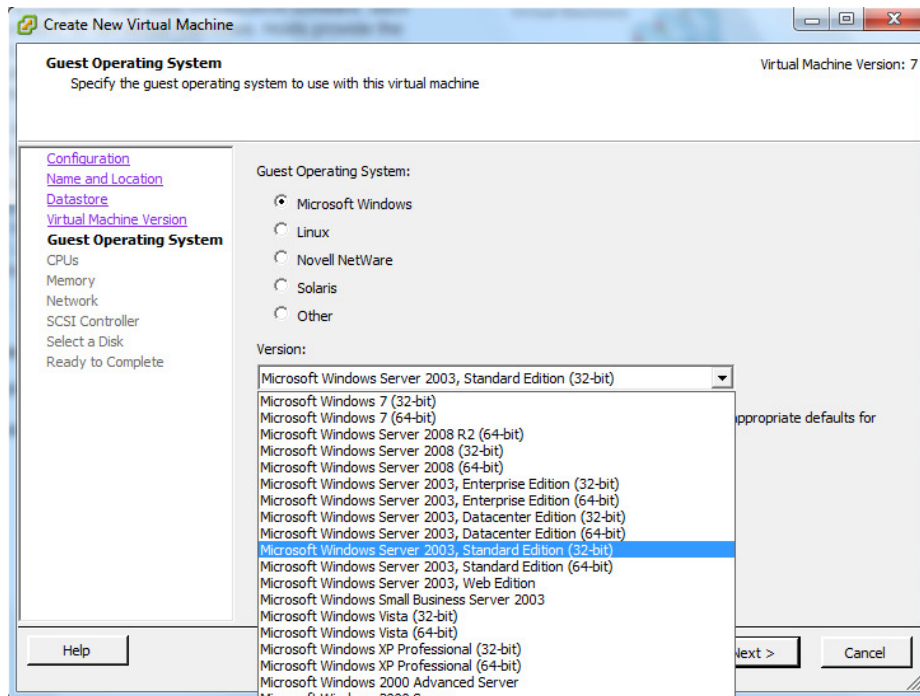 Create New Virtual Machine
Guest Operating System
Specify the guest operating system to use with this virtual machine
Virtual Machine Version: 7
Configuration
Name and Location
Datastore
Virtual Machine Version
Guest Operating System
CPUs
Memory
Network
SCSI Controller
Select a Disk
Ready to Complete
Guest Operating System:
Microsoft Windows
Linux
Novell NetWare
Solaris
Other
Version:
Microsoft Windows Server 2003, Standard Edition (32-bit)
appropriate defaults for
Microsoft Windows 7 (32-bit)
Microsoft Windows 7 (64-bit)
Microsoft Windows Server 2008 R2 (64-bit)
Microsoft Windows Server 2008 (32-bit)
Microsoft Windows Server 2008 (64-bit)
Microsoft Windows Server 2003, Enterprise Edition (32-bit)
Microsoft Windows Server 2003, Enterprise Edition (64-bit)
Microsoft Windows Server 2003, Datacenter Edition (32-bit)
Microsoft Windows Server 2003, Datacenter Edition (64-bit)
Microsoft Windows Server 2003, Standard Edition (32-bit)
Microsoft Windows Server 2003, Standard Edition (64-bit)
Microsoft Windows Server 2003, Web Edition
Microsoft Windows Small Business Server 2003
Microsoft Windows Vista (32-bit)
Microsoft Windows Vista (64-bit)
Microsoft Windows XP Professional (32-bit)
Microsoft Windows XP Professional (64-bit)
Microsoft Windows 2000 Advanced Server
Help
Next >
Cancel